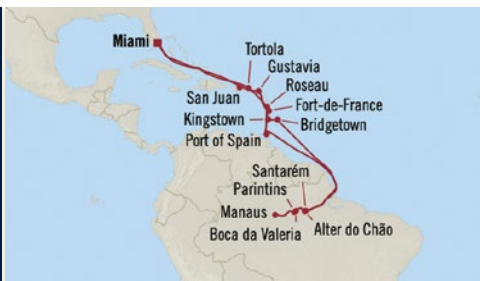 Miami
Tortola
Gustavia
San Juan
Roseau
Fort-de-France
Kingstown
Bridgetown
Port of Spain
Santarém
Parintins
Manaus
Alter do Chão
Boca da Valeria